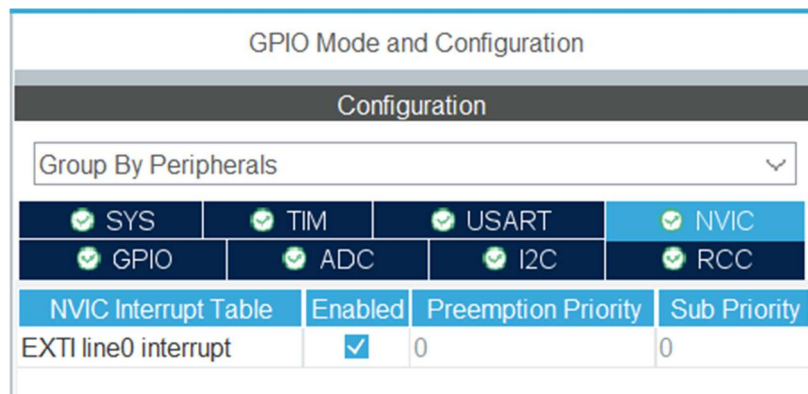 GPIO Mode and Configuration
Configuration
Group By Peripherals
SYS TIM USART NVIC
GPIO ADC I2C RCC
NVIC Interrupt Table Enabled Preemption Priority Sub Priority
EXTI line0 interrupt 0 0